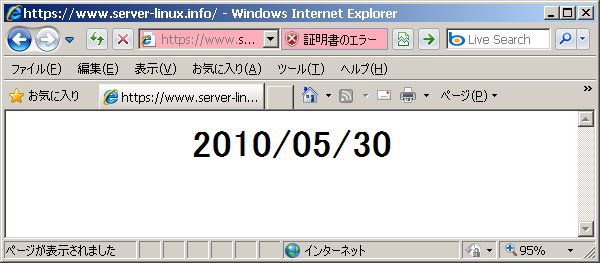 https://www.server-linux.info/ - Windows Internet Explorer
https://www.s... 証明書のエラー Live Search
ファイル(F) 編集(E) 表示(V) お気に入り(A) ツール(T) ヘルプ(H)
お気に入り https://www.server-lin... ページ(P)
2010/05/30
ページが表示されました インターネット 95%